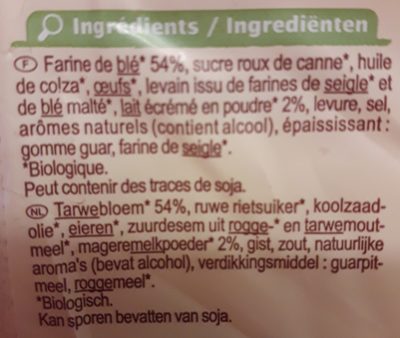 Ingrédients / Ingrediënten
F Farine de blé* 54%, sucre roux de canne*, huile
de colza*, œufs*, levain issu de farines de seigle* et
de blé malté*, lait écrémé en poudre* 2%, levure, sel,
arômes naturels (contient alcool), épaississant :
gomme guar, farine de seigle*.
*Biologique.
Peut contenir des traces de soja.
NL Tarwebloem* 54%, ruwe rietsuiker*, koolzaad-
olie*, eieren*, zuurdesem uit rogge-* en tarwemout-
meel*, mageremelkpoeder* 2%, gist, zout, natuurlijke
aroma's (bevat alcohol), verdikkingsmiddel : guarpit-
meel, roggemeel*.
*Biologisch.
Kan sporen bevatten van soja.